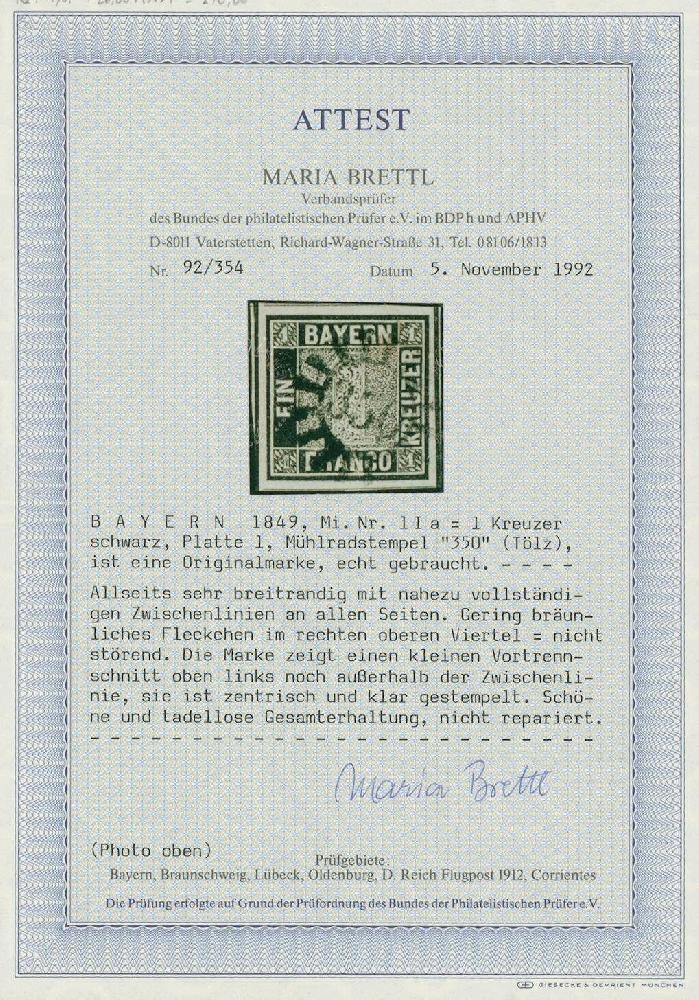 ATTEST
MARIA BRETTL
Verbandsprüfer
des Bundes der philatelistischen Prüfer e.V. im BDPh und APHV
D-8011 Vaterstetten, Richard-Wagner-Straße 31, Tel. 08106/1813
Nr. 92/354 Datum 5. November 1992
1 BAYERN 1
EIN
KREUZER
FRANCO 1
B A Y E R N 1849, Mi.Nr. 1 I a = 1 Kreuzer
schwarz, Platte 1, Mühlradstempel "350" (Tölz),
ist eine Originalmarke, echt gebraucht. - - - -
Allseits sehr breitrandig mit nahezu vollständi-
gen Zwischenlinien an allen Seiten. Gering bräun-
liches Fleckchen im rechten oberen Viertel = nicht
störend. Die Marke zeigt einen kleinen Vortrenn-
schnitt oben links noch außerhalb der Zwischenli-
nie, sie ist zentrisch und klar gestempelt. Schö-
ne und tadellose Gesamterhaltung, nicht repariert.
- - - - - - - - - - - - - - - - - - - - - - - - -
Maria Brettl
(Photo oben)
Prüfgebiete:
Bayern, Braunschweig, Lübeck, Oldenburg, D. Reich Flugpost 1912, Corrientes
Die Prüfung erfolgte auf Grund der Prüfordnung des Bundes der Philatelistischen Prüfer e.V.
GIESECKE & DEVRIENT MÜNCHEN